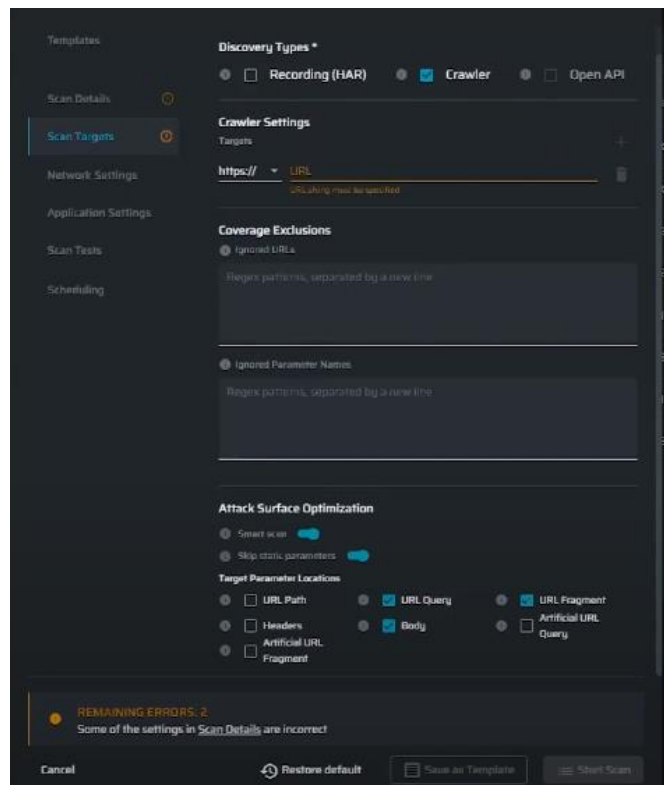 Templates
Scan Details
Scan Targets
Network Settings
Application Settings
Scan Tests
Scheduling
Discovery Types *
Recording (HAR)
Crawler
Open API
Crawler Settings
Targets
https://
URL
URL string must be specified
Coverage Exclusions
Ignored URLs
Regex patterns, separated by a new line
Ignored Parameter Names
Regex patterns, separated by a new line
Attack Surface Optimization
Smart scan
Skip static parameters
Target Parameter Locations
URL Path
URL Query
URL Fragment
Headers
Body
Artificial URL
Query
Artificial URL
Fragment
REMAINING ERRORS: 2
Some of the settings in Scan Details are incorrect
Cancel
Restore default
Save as Template
Start Scan